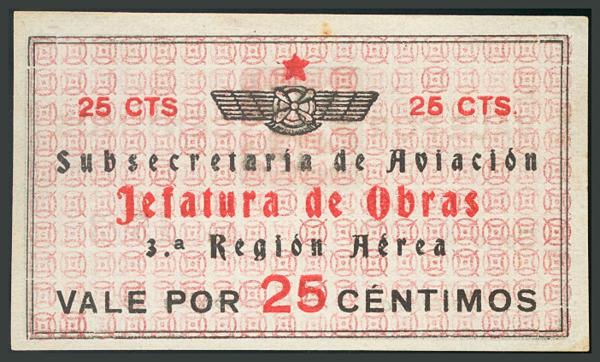 25 CTS 25 CTS.
Subsecretaría de Aviación
Jefatura de Obras
3.a Región Aérea
VALE POR 25 CÉNTIMOS